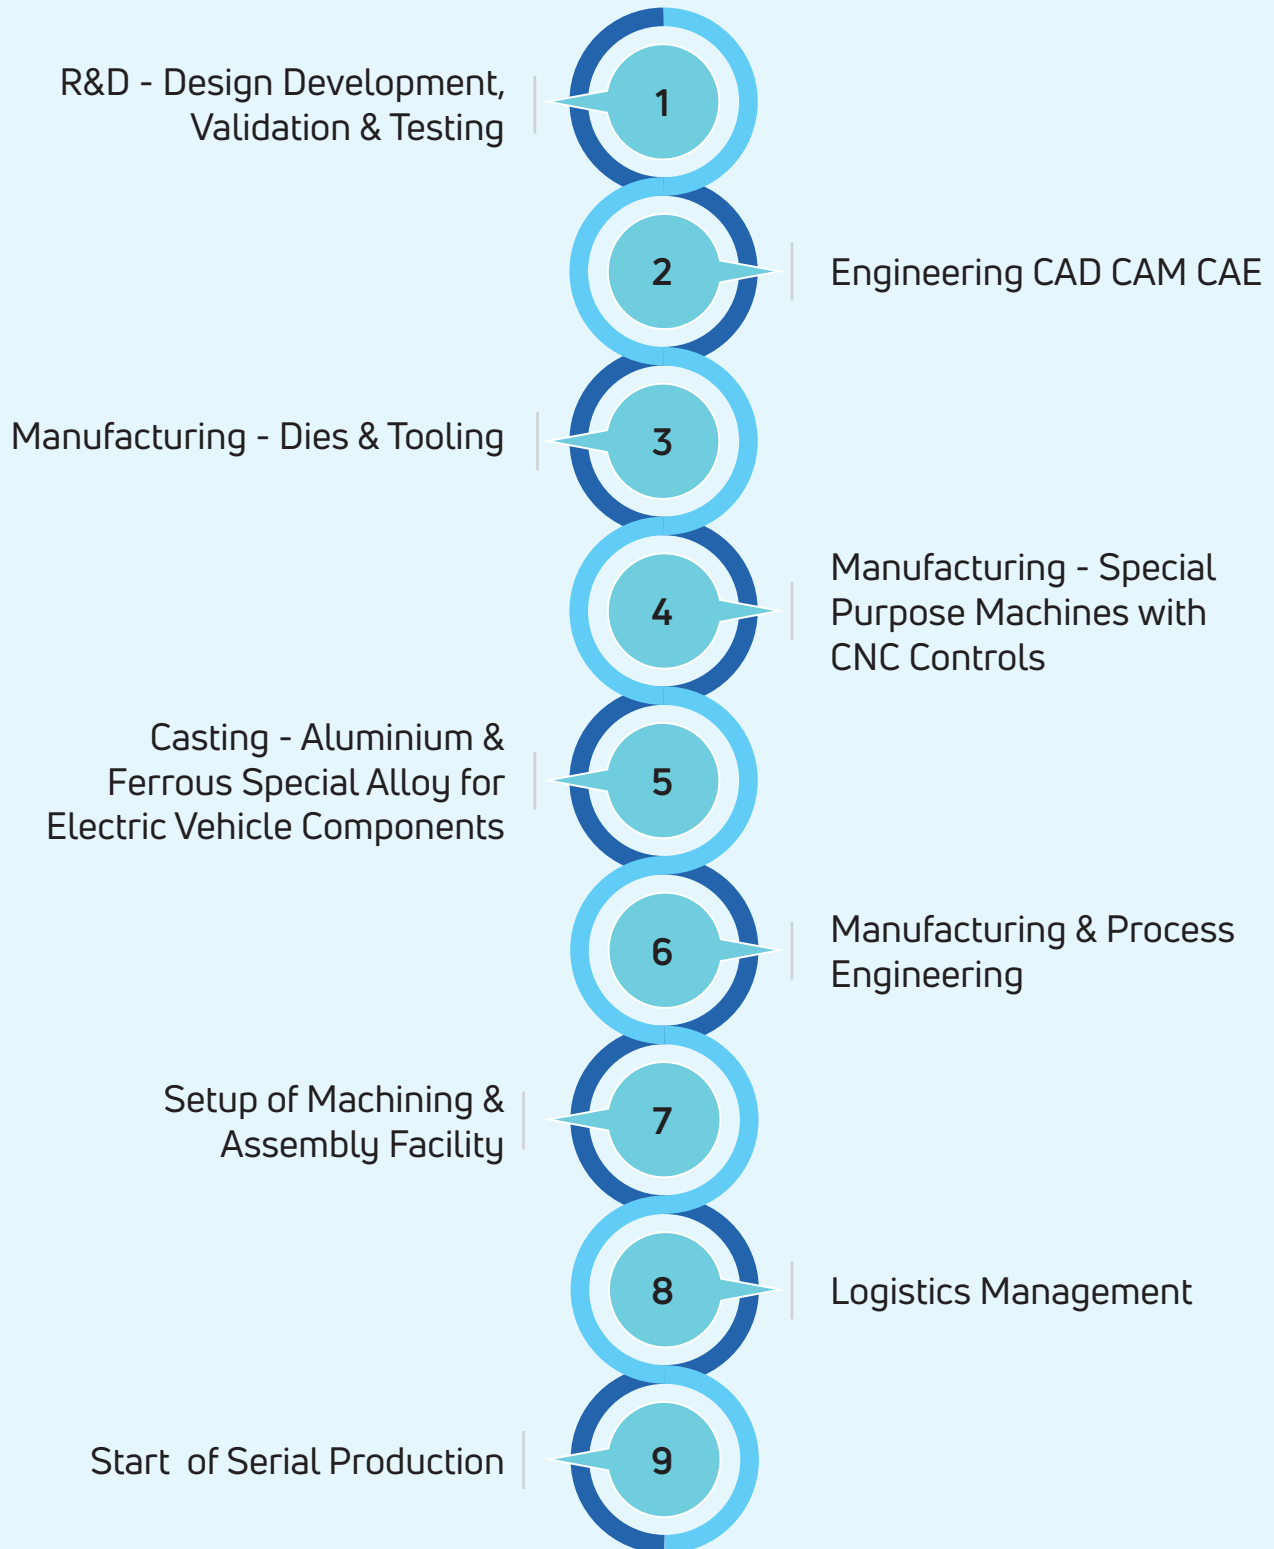 R&D - Design Development,
Validation & Testing
1
2
Engineering CAD CAM CAE
Manufacturing - Dies & Tooling
3
4
Manufacturing - Special
Purpose Machines with
CNC Controls
Casting - Aluminium &
Ferrous Special Alloy for
Electric Vehicle Components
5
6
Manufacturing & Process
Engineering
Setup of Machining &
Assembly Facility
7
8
Logistics Management
Start of Serial Production
9